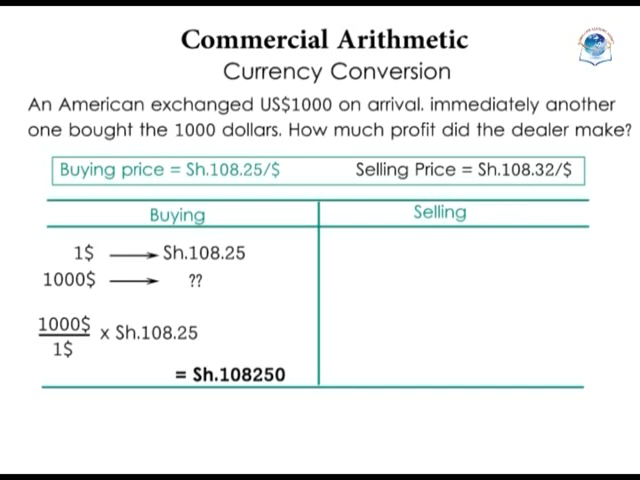 Commercial Arithmetic
Currency Conversion
An American exchanged US$1000 on arrival. immediately another
one bought the 1000 dollars. How much profit did the dealer make?
Buying price = Sh.108.25/$ Selling Price = Sh.108.32/$
Buying Selling
1$ Sh.108.25
1000$ ??
1000$ x Sh.108.25
1$
= Sh.108250